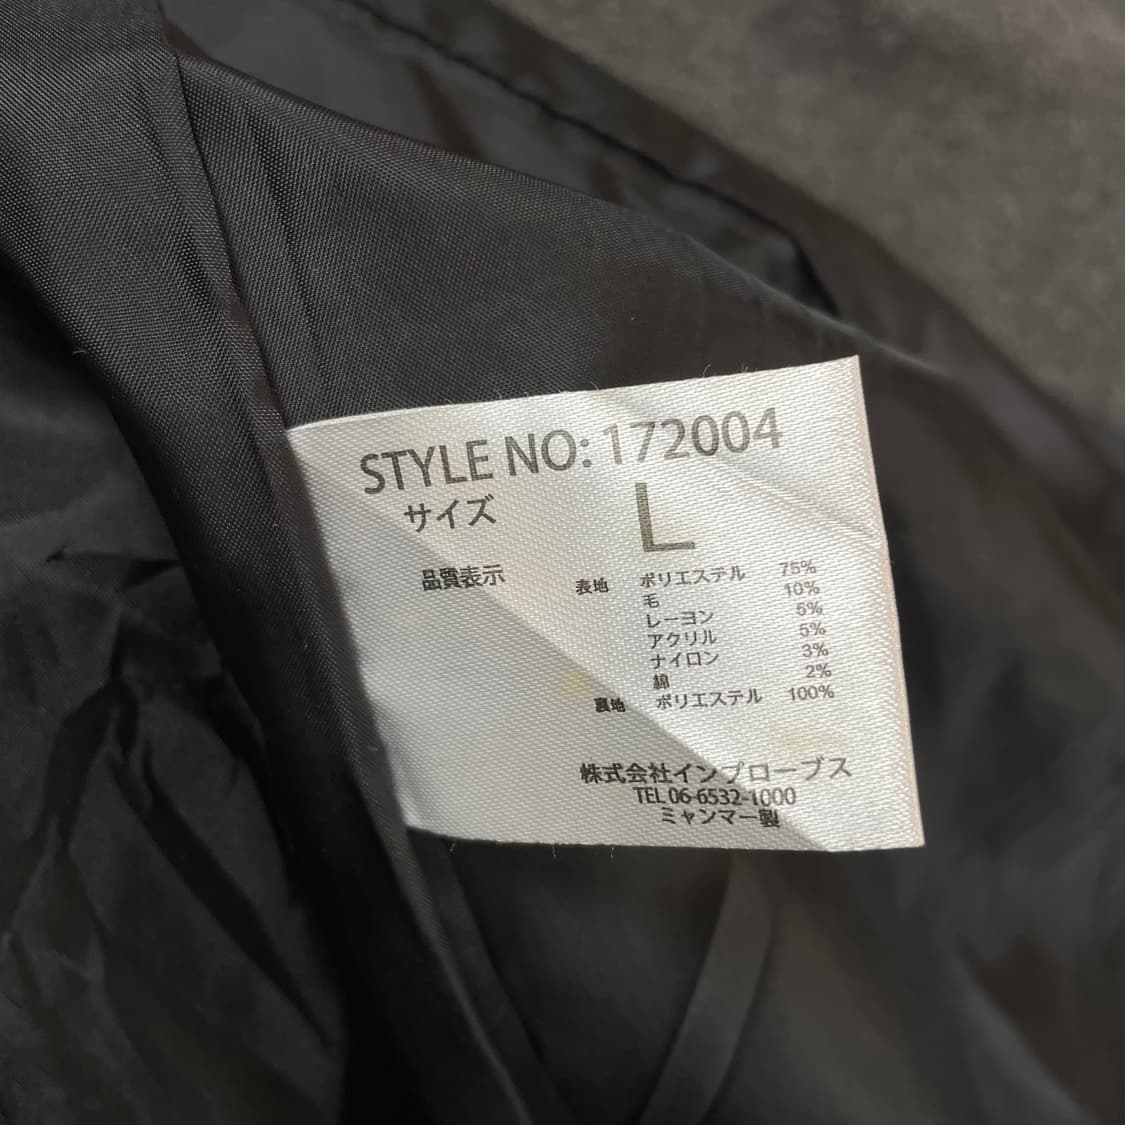 STYLE NO: 172004
サイズ L
品質表示 表地 ポリエステル 75%
毛 10%
レーヨン 5%
アクリル 5%
ナイロン 3%
綿 2%
裏地 ポリエステル 100%
株式会社インプローブス
TEL 06-6532-1000
ミャンマー製